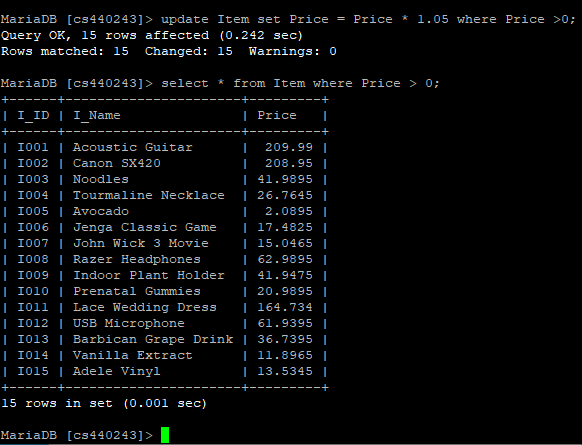 MariaDB [cs440243]> update Item set Price = Price * 1.05 where Price >0;
Query OK, 15 rows affected (0.242 sec)
Rows matched: 15  Changed: 15  Warnings: 0
MariaDB [cs440243]> select * from Item where Price > 0;
+------+----------------------+---------+
| I_ID | I_Name               | Price   |
+------+----------------------+---------+
| I001 | Acoustic Guitar      |  209.99 |
| I002 | Canon SX420          |  208.95 |
| I003 | Noodles              | 41.9895 |
| I004 | Tourmaline Necklace  | 26.7645 |
| I005 | Avocado              |  2.0895 |
| I006 | Jenga Classic Game   | 17.4825 |
| I007 | John Wick 3 Movie    | 15.0465 |
| I008 | Razer Headphones     | 62.9895 |
| I009 | Indoor Plant Holder  | 41.9475 |
| I010 | Prenatal Gummies     | 20.9895 |
| I011 | Lace Wedding Dress   | 164.734 |
| I012 | USB Microphone       | 61.9395 |
| I013 | Barbican Grape Drink | 36.7395 |
| I014 | Vanilla Extract      | 11.8965 |
| I015 | Adele Vinyl          | 13.5345 |
+------+----------------------+---------+
15 rows in set (0.001 sec)
MariaDB [cs440243]>